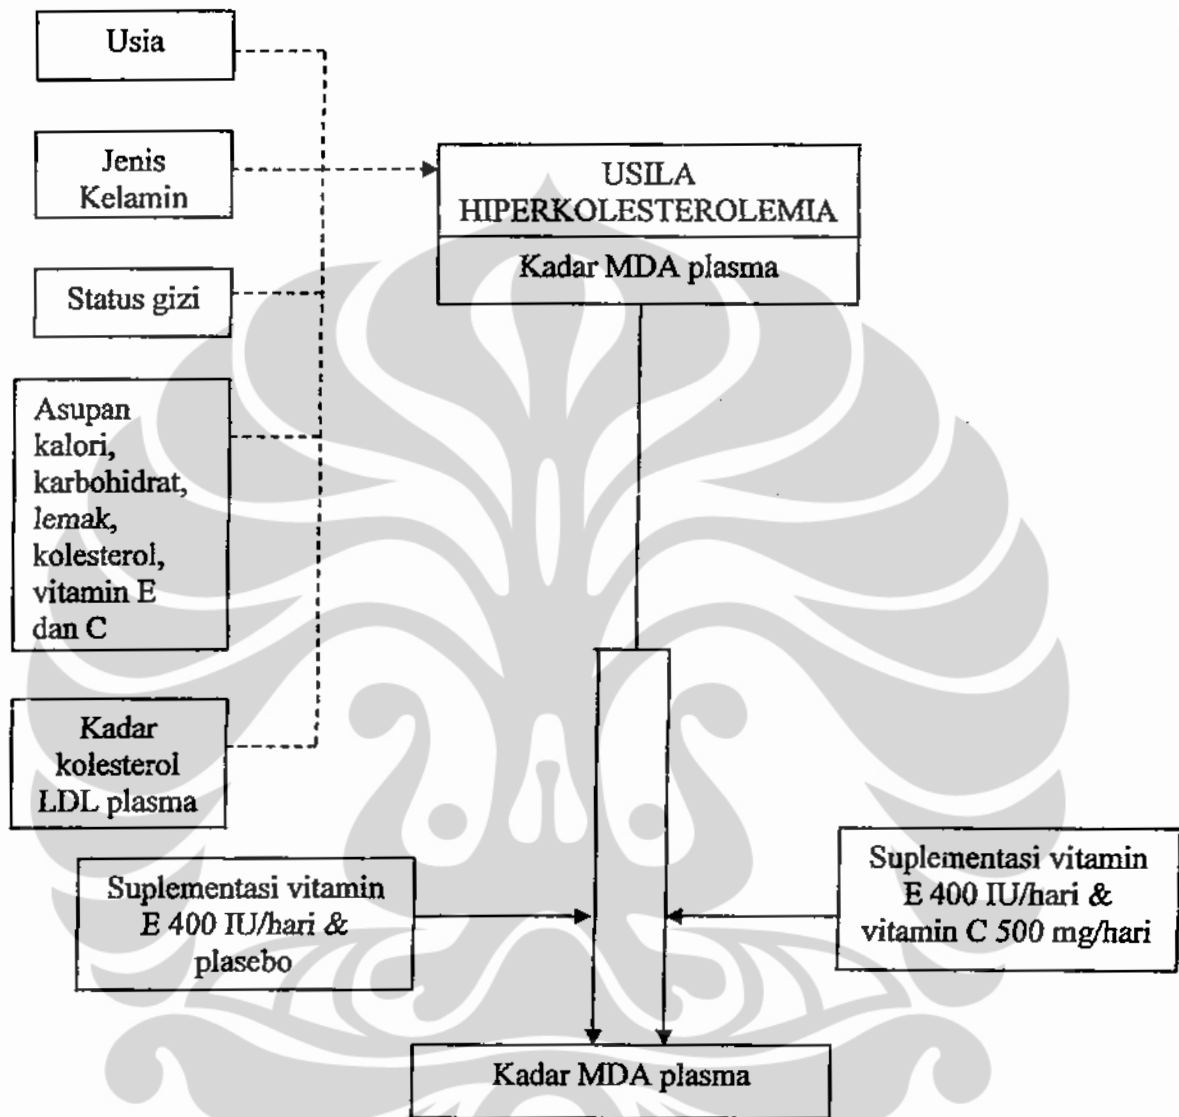 Usia
Jenis
Kelamin
USILA
HIPERKOLESTEROLEMIA
Kadar MDA plasma
Status gizi
Asupan
kalori,
karbohidrat,
lemak,
kolesterol,
vitamin E
dan C
Kadar
kolesterol
LDL plasma
Suplementasi vitamin
E 400 IU/hari &
plasebo
Suplementasi vitamin
E 400 IU/hari &
vitamin C 500 mg/hari
Kadar MDA plasma